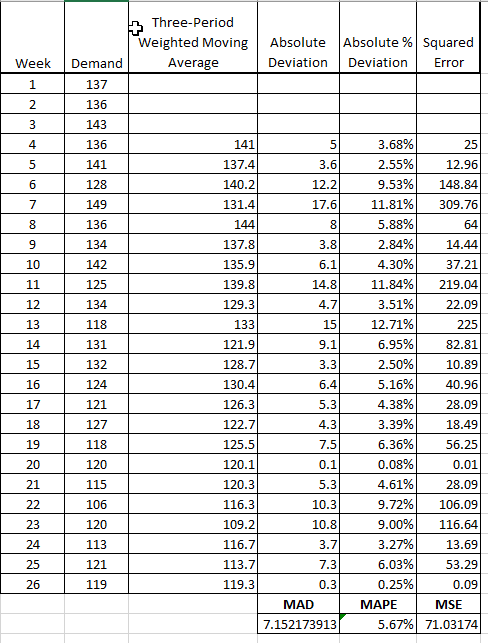 Week Demand Three-Period Weighted Moving Average Absolute Deviation Absolute % Deviation Squared Error
1 137
2 136
3 143
4 136 141 5 3.68% 25
5 141 137.4 3.6 2.55% 12.96
6 128 140.2 12.2 9.53% 148.84
7 149 131.4 17.6 11.81% 309.76
8 136 144 8 5.88% 64
9 134 137.8 3.8 2.84% 14.44
10 142 135.9 6.1 4.30% 37.21
11 125 139.8 14.8 11.84% 219.04
12 134 129.3 4.7 3.51% 22.09
13 118 133 15 12.71% 225
14 131 121.9 9.1 6.95% 82.81
15 132 128.7 3.3 2.50% 10.89
16 124 130.4 6.4 5.16% 40.96
17 121 126.3 5.3 4.38% 28.09
18 127 122.7 4.3 3.39% 18.49
19 118 125.5 7.5 6.36% 56.25
20 120 120.1 0.1 0.08% 0.01
21 115 120.3 5.3 4.61% 28.09
22 106 116.3 10.3 9.72% 106.09
23 120 109.2 10.8 9.00% 116.64
24 113 116.7 3.7 3.27% 13.69
25 121 113.7 7.3 6.03% 53.29
26 119 119.3 0.3 0.25% 0.09
MAD MAPE MSE
7.152173913 5.67% 71.03174